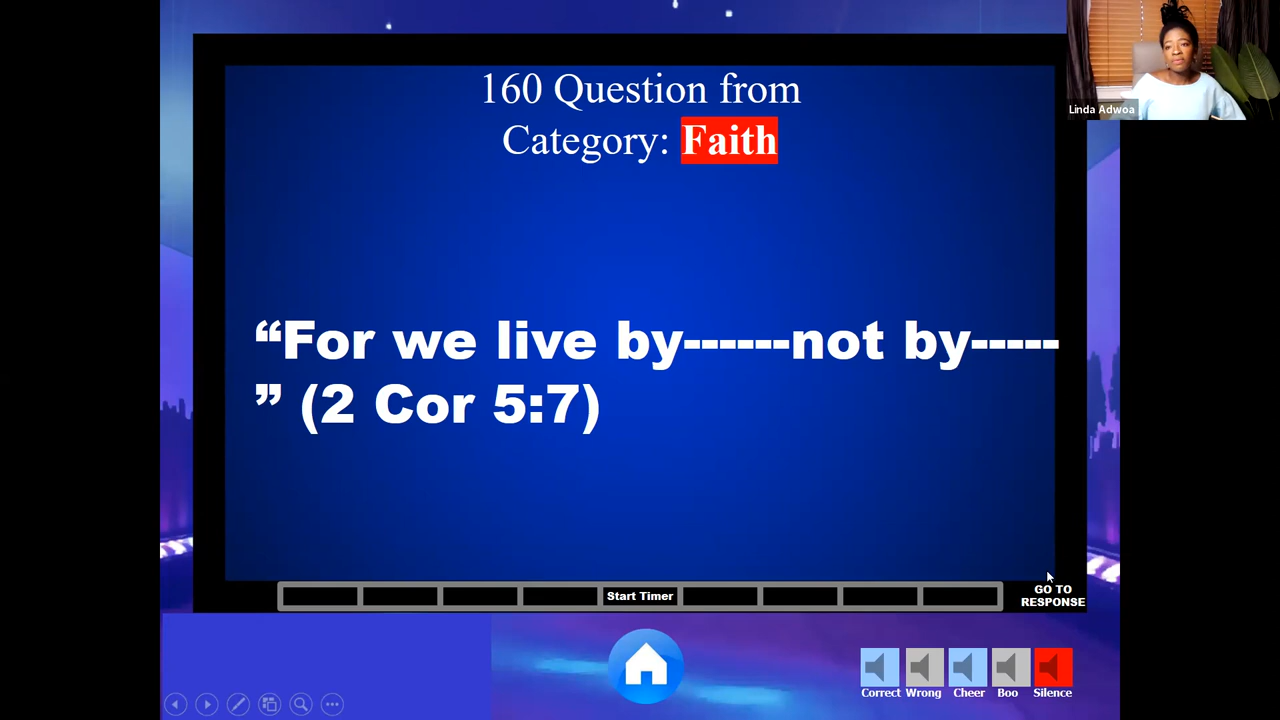 160 Question from
Category: Faith
Linda Adwoa
“For we live by------not by-----
” (2 Cor 5:7)
Start Timer
GO TO
RESPONSE
Correct Wrong Cheer Boo Silence